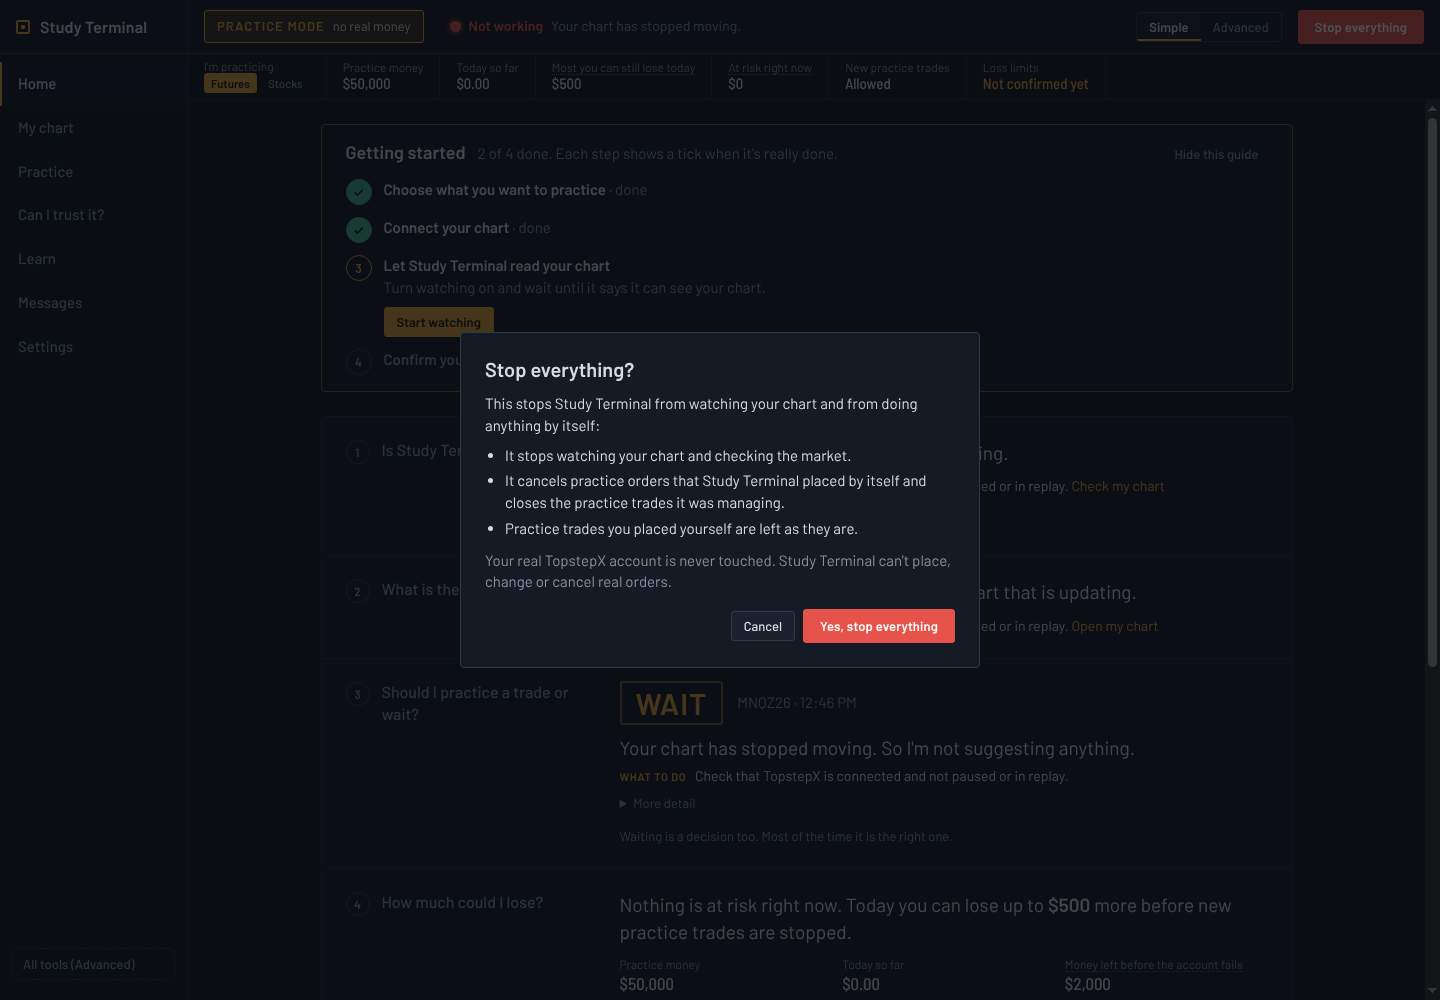 Study Terminal
PRACTICE MODE no real money
Not working Your chart has stopped moving.
Simple Advanced
Stop everything
Home
My chart
Practice
Can I trust it?
Learn
Messages
Settings
All tools (Advanced)
I'm practicing
Futures Stocks
Practice money
$50,000
Today so far
$0.00
Most you can still lose today
$500
At risk right now
$0
New practice trades
Allowed
Loss limits
Not confirmed yet
Getting started 2 of 4 done. Each step shows a tick when it's really done.
Hide this guide
Choose what you want to practice · done
Connect your chart · done
3 Let Study Terminal read your chart
Turn watching on and wait until it says it can see your chart.
Start watching
4 Confirm you
Stop everything?
This stops Study Terminal from watching your chart and from doing
anything by itself:
It stops watching your chart and checking the market.
It cancels practice orders that Study Terminal placed by itself and
closes the practice trades it was managing.
Practice trades you placed yourself are left as they are.
Your real TopstepX account is never touched. Study Terminal can't place,
change or cancel real orders.
Cancel Yes, stop everything
1 Is Study Ter
ing.
ed or in replay. Check my chart
2 What is the
art that is updating.
ed or in replay. Open my chart
3 Should I practice a trade or
wait?
WAIT MNQZ26 · 12:46 PM
Your chart has stopped moving. So I'm not suggesting anything.
WHAT TO DO Check that TopstepX is connected and not paused or in replay.
More detail
Waiting is a decision too. Most of the time it is the right one.
4 How much could I lose?
Nothing is at risk right now. Today you can lose up to $500 more before new
practice trades are stopped.
Practice money
$50,000
Today so far
$0.00
Money left before the account fails
$2,000